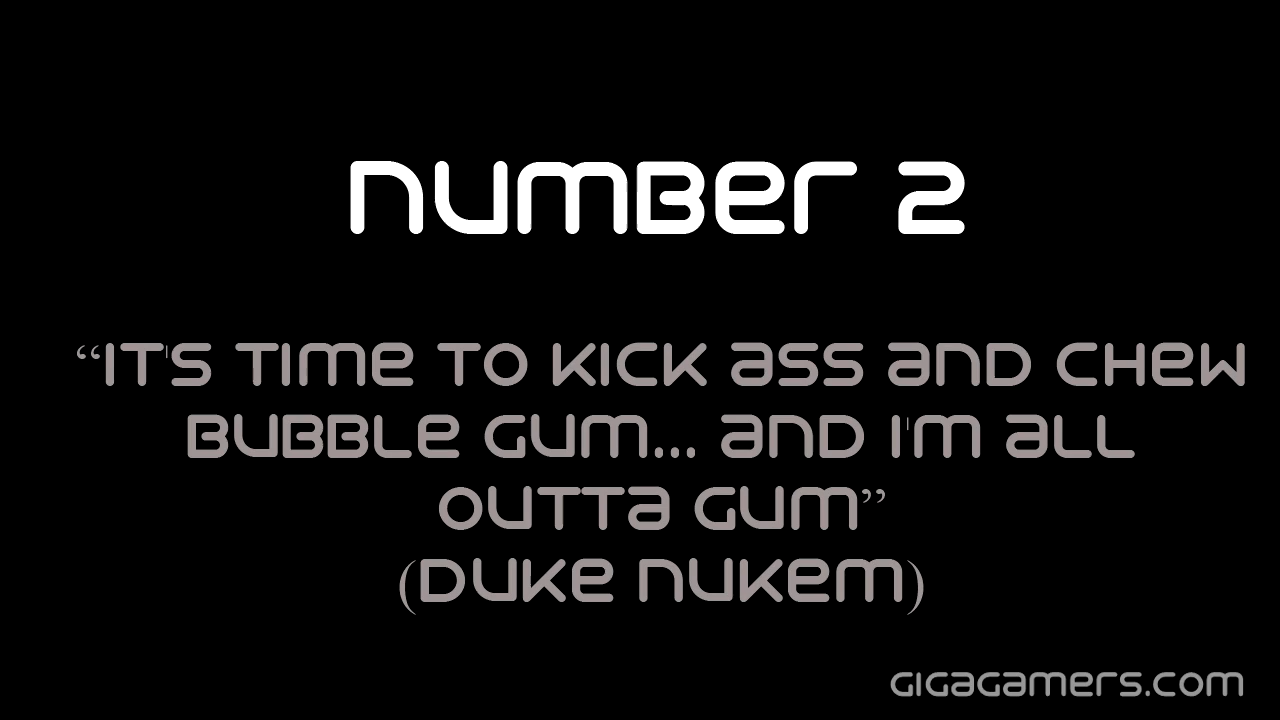 NUMBER 2
“IT'S TIME TO KICK ASS AND CHEW
BUBBLE GUM... AND I'M ALL
OUTTA GUM”
(DUKE NUKEM)
GIGAGAMERS.COM